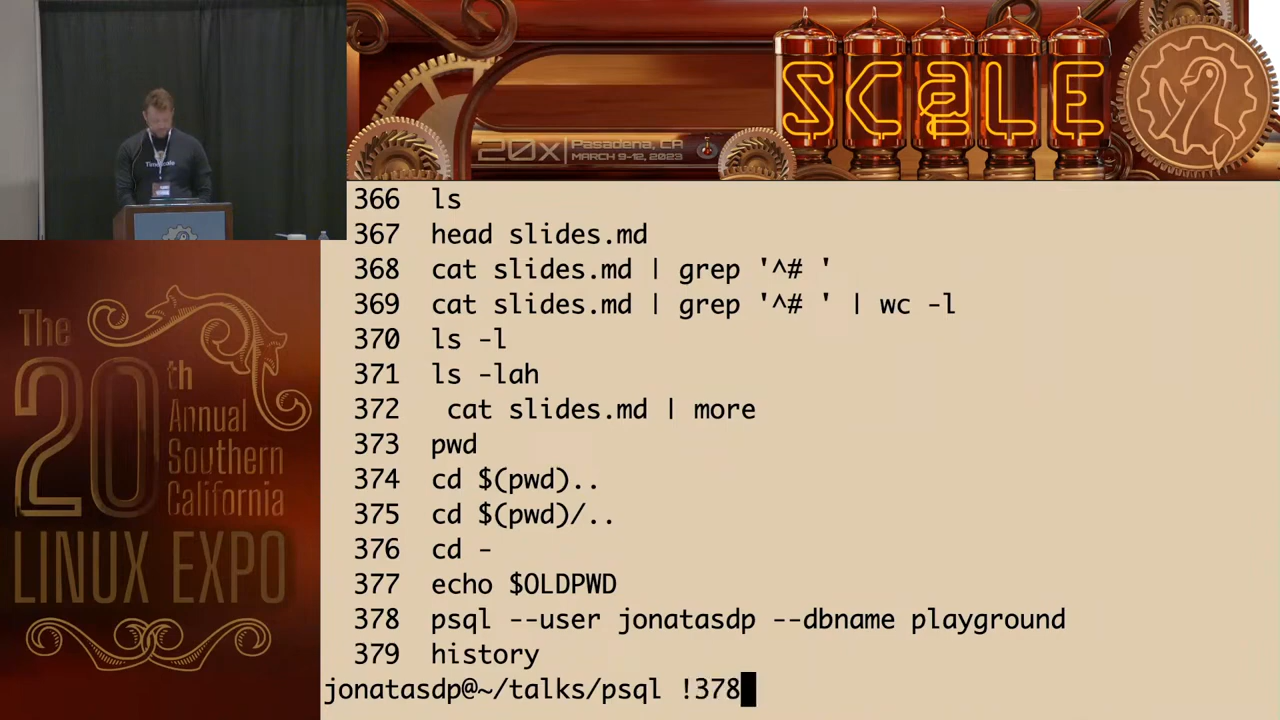 SC@LE
20x
Pasadena, CA
MARCH 9-12, 2023
Timescale
The
20th
Annual
Southern
California
LINUX EXPO
366 ls
367 head slides.md
368 cat slides.md | grep '^# '
369 cat slides.md | grep '^# ' | wc -l
370 ls -l
371 ls -lah
372  cat slides.md | more
373 pwd
374 cd $(pwd)..
375 cd $(pwd)/..
376 cd -
377 echo $OLDPWD
378 psql --user jonatasdp --dbname playground
379 history
jonatasdp@~/talks/psql !378